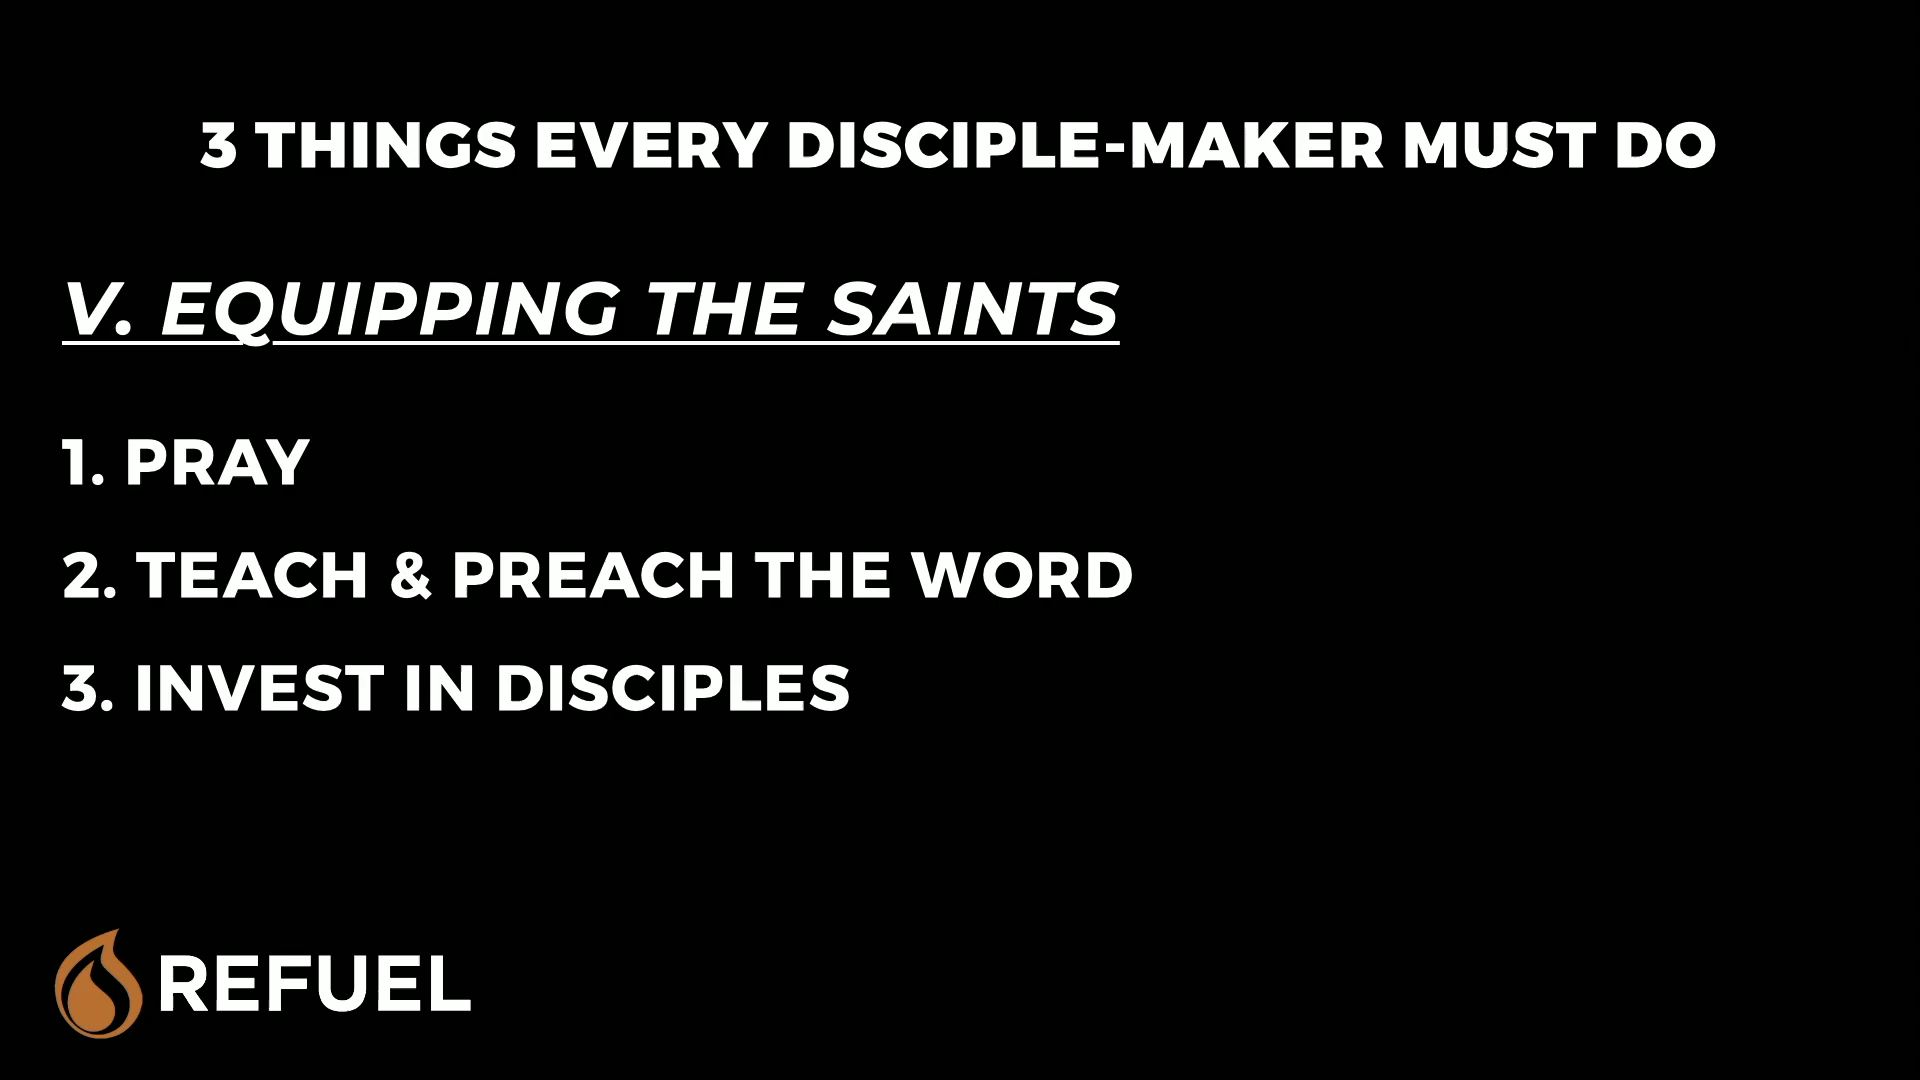 3 THINGS EVERY DISCIPLE-MAKER MUST DO
V. EQUIPPING THE SAINTS
1. PRAY
2. TEACH & PREACH THE WORD
3. INVEST IN DISCIPLES
REFUEL